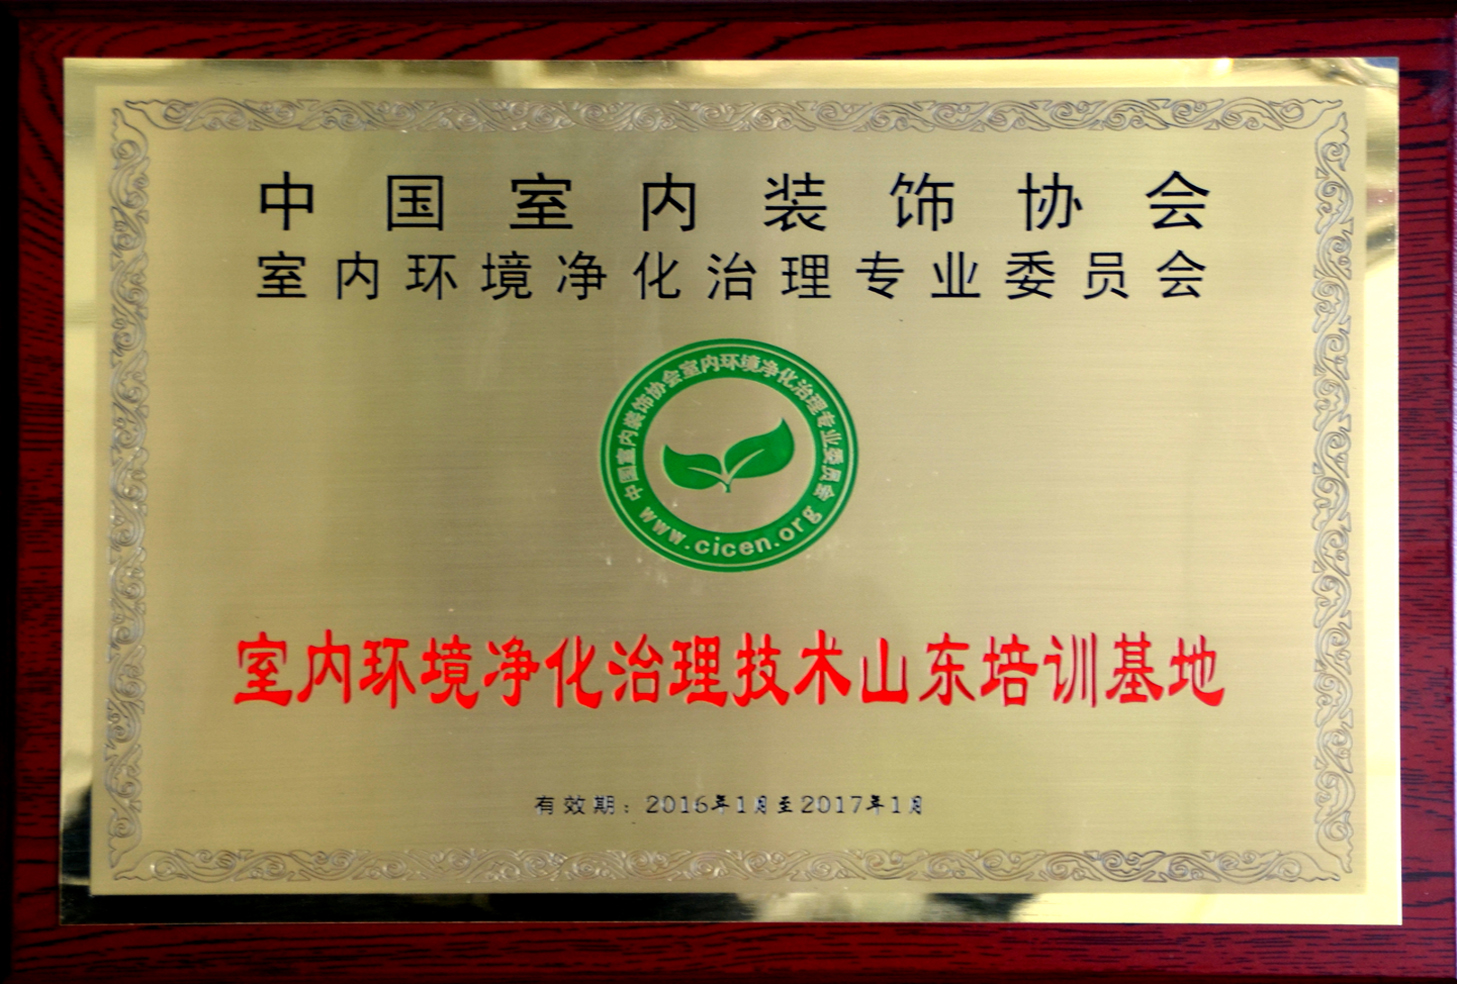 中国室内装饰协会
室内环境净化治理专业委员会
中国室内装饰协会室内环境净化治理专业委员会
www.cicen.org
室内环境净化治理技术山东培训基地
有效期：2016年1月至2017年1月